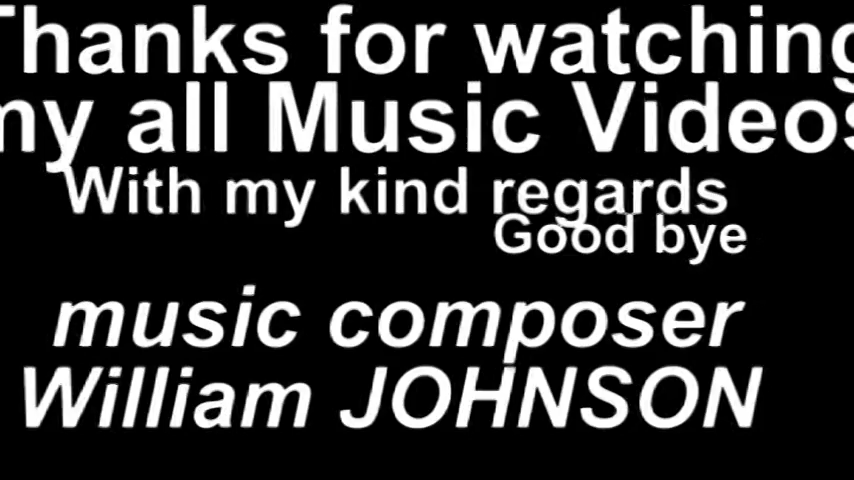 Thanks for watching
my all Music Videos
With my kind regards
Good bye
music composer
William JOHNSON